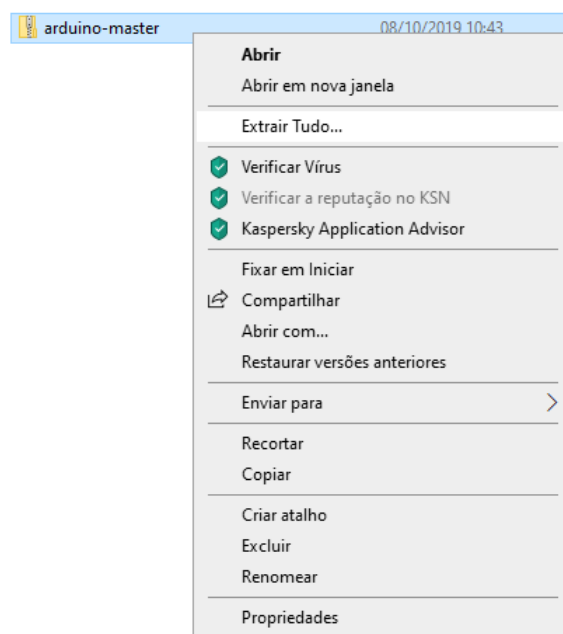 arduino-master 08/10/2019 10:43
Abrir
Abrir em nova janela
Extrair Tudo...
Verificar Vírus
Verificar a reputação no KSN
Kaspersky Application Advisor
Fixar em Iniciar
Compartilhar
Abrir com...
Restaurar versões anteriores
Enviar para
Recortar
Copiar
Criar atalho
Excluir
Renomear
Propriedades